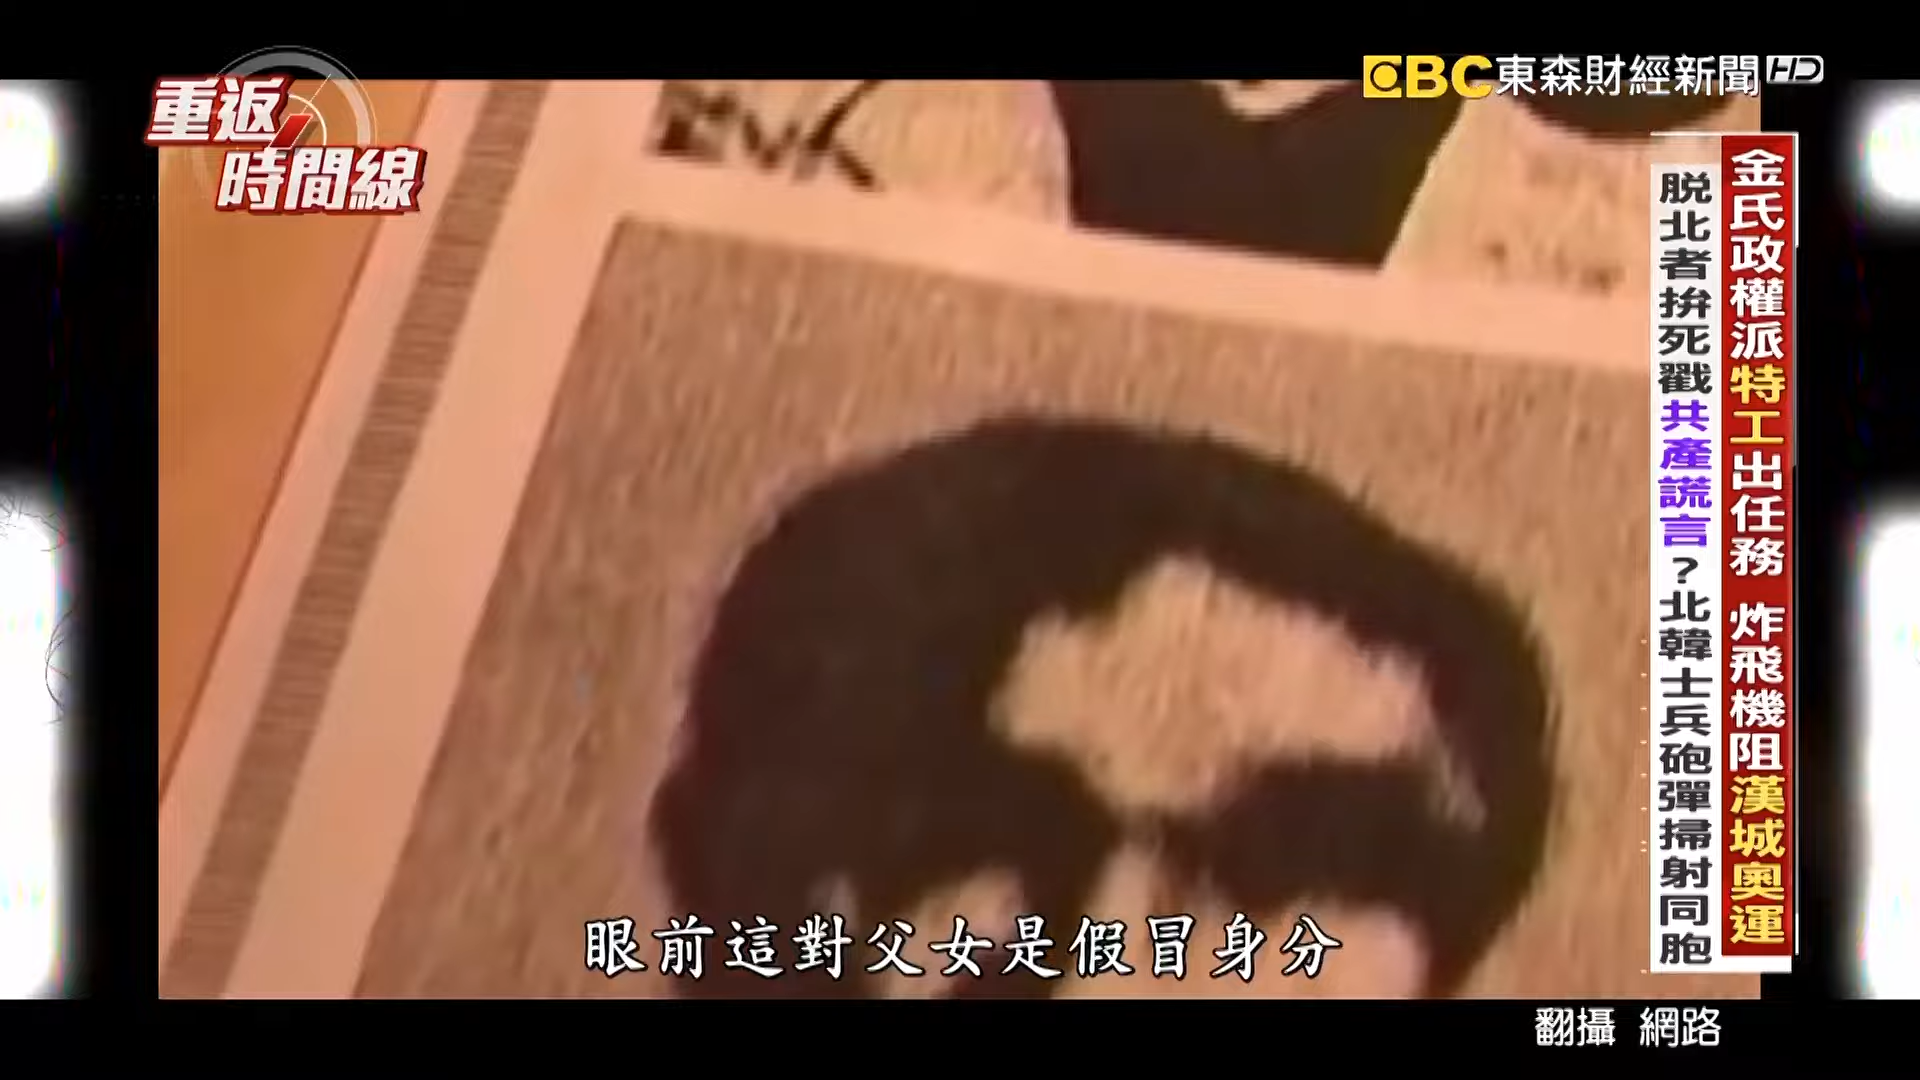 重返
時間線
EBC東森財經新聞HD
金氏政權派特工出任務 炸飛機阻漢城奧運
脫北者拚死戳共產謊言？北韓士兵砲彈掃射同胞
眼前這對父女是假冒身分
翻攝 網路